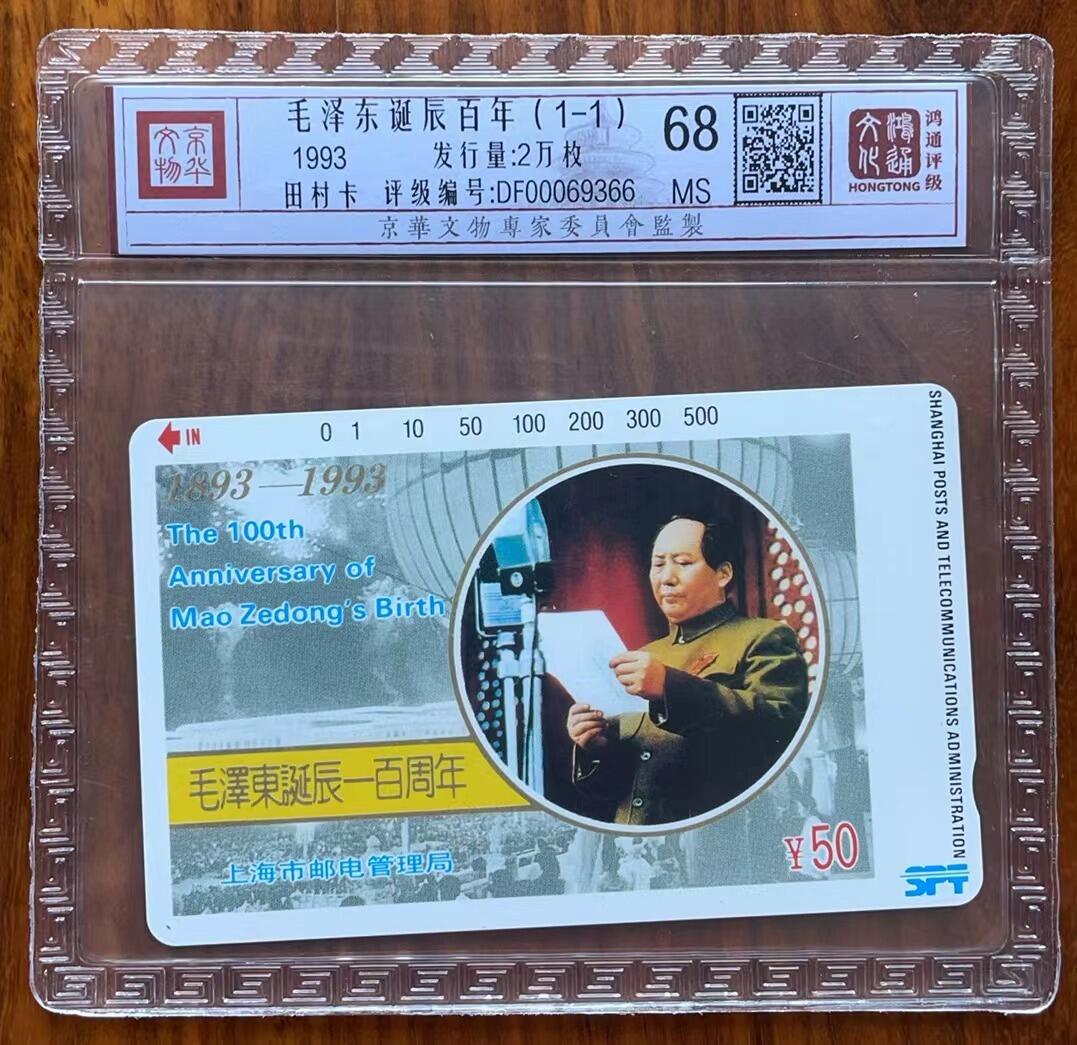 毛泽东诞辰百年(1-1)
1993 发行量:2万枚
田村卡 评级编号:DF00069366
68
MS
京華文物專家委員會監製
京华
文物
鸿通
文化
HONGTONG
鸿通评级
IN
0 1 10 50 100 200 300 500
1893—1993
The 100th
Anniversary of
Mao Zedong's Birth
毛澤東誕辰一百周年
上海市邮电管理局
¥50
SHANGHAI POSTS AND TELECOMMUNICATIONS ADMINISTRATION
SPT